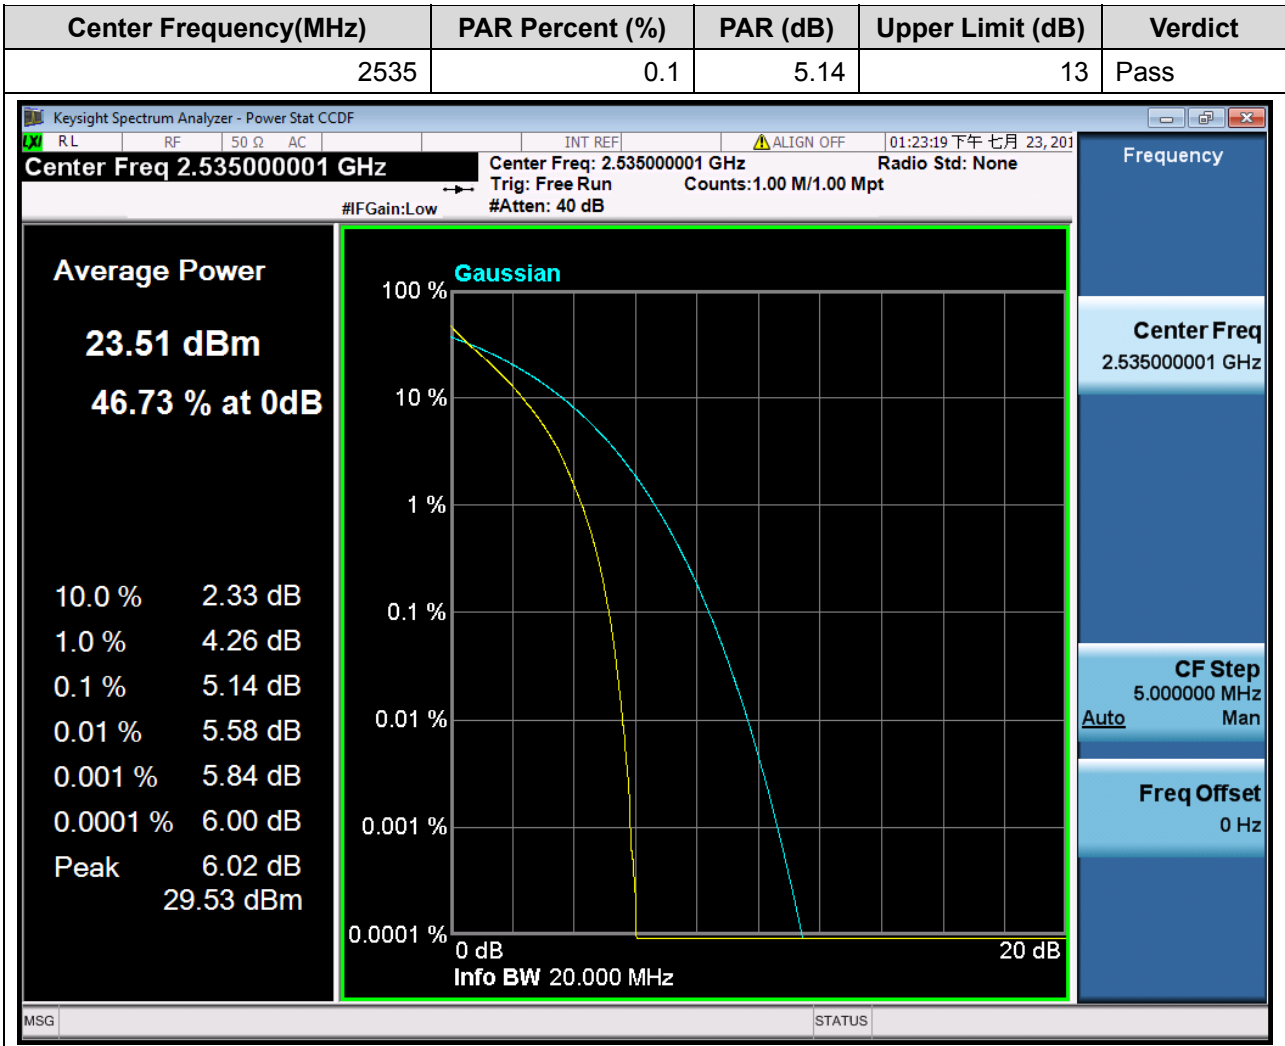 Center Frequency(MHz) PAR Percent (%) PAR (dB) Upper Limit (dB) Verdict
2535 0.1 5.14 13 Pass
Keysight Spectrum Analyzer - Power Stat CCDF
LXI RL RF 50 Ω AC INT REF ALIGN OFF 01:23:19 下午 七月 23, 201
Center Freq 2.535000001 GHz
Center Freq: 2.535000001 GHz Radio Std: None
Trig: Free Run Counts:1.00 M/1.00 Mpt
#IFGain:Low #Atten: 40 dB
Average Power
23.51 dBm
46.73 % at 0dB
10.0 % 2.33 dB
1.0 % 4.26 dB
0.1 % 5.14 dB
0.01 % 5.58 dB
0.001 % 5.84 dB
0.0001 % 6.00 dB
Peak 6.02 dB
29.53 dBm
Gaussian
100 %
10 %
1 %
0.1 %
0.01 %
0.001 %
0.0001 %
0 dB 20 dB
Info BW 20.000 MHz
Frequency
Center Freq
2.535000001 GHz
CF Step
5.000000 MHz
Auto Man
Freq Offset
0 Hz
MSG STATUS